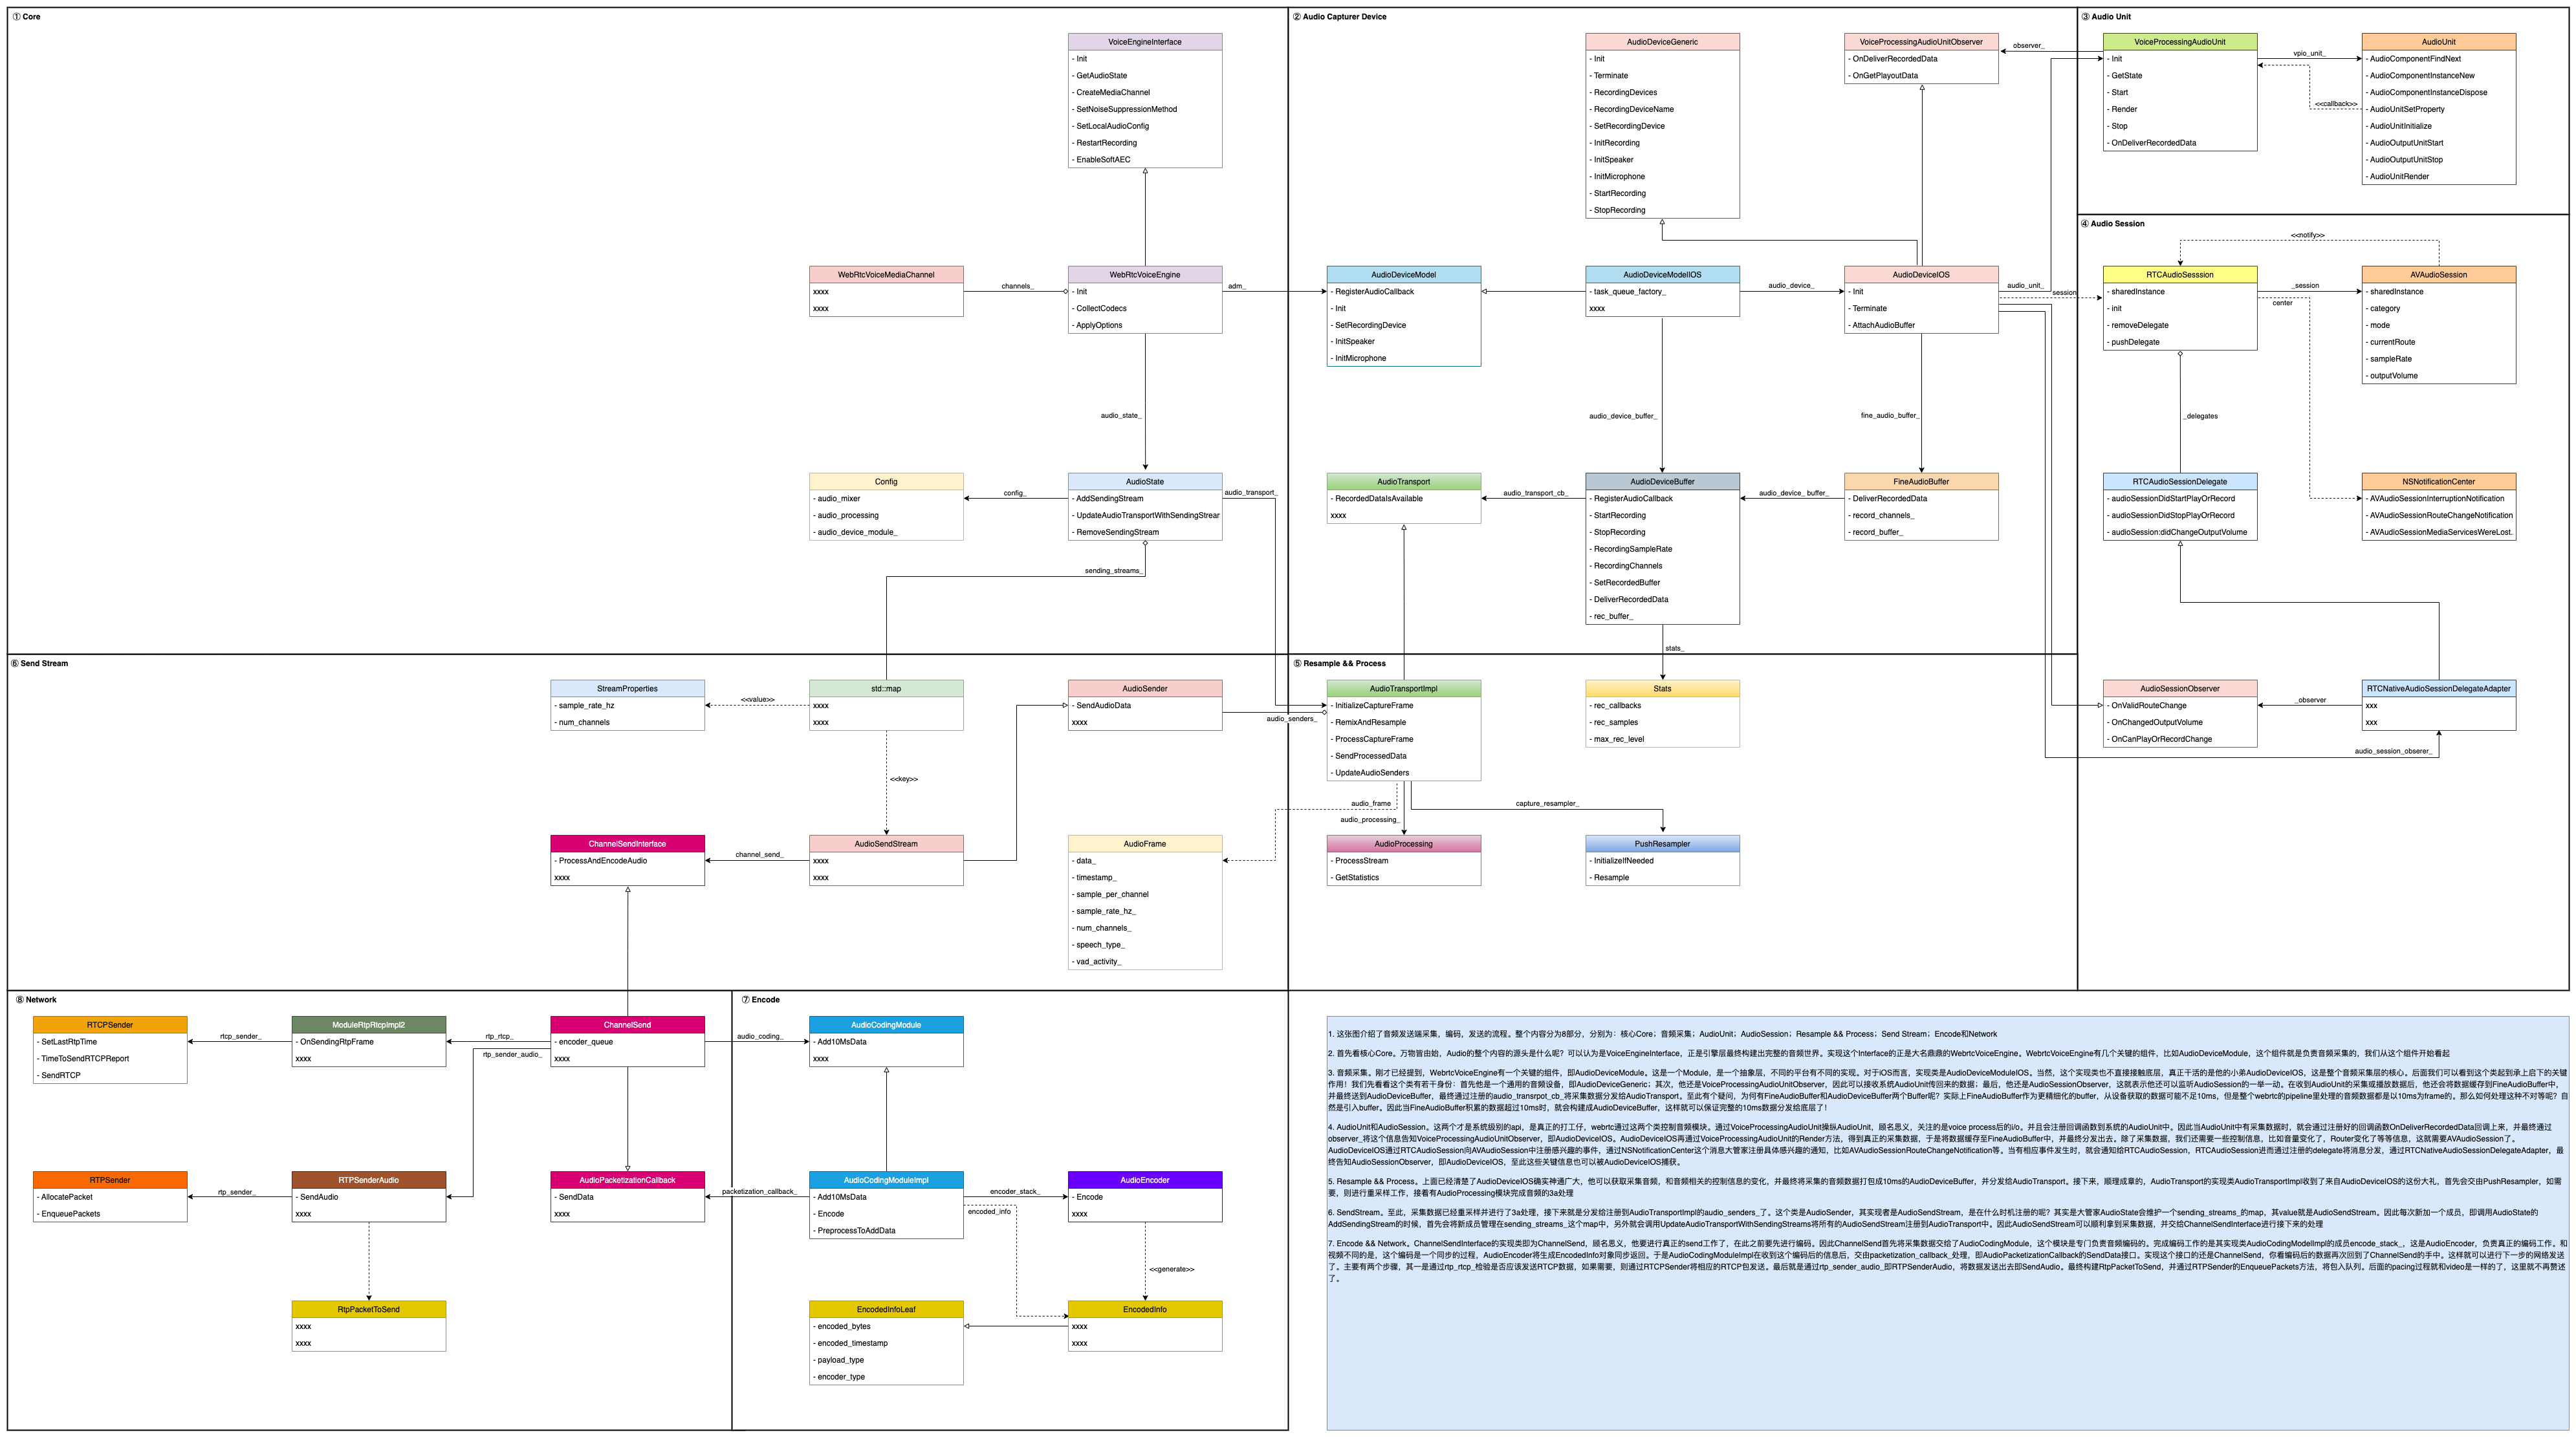 ① Core
VoiceEngineInterface
- Init
- GetAudioState
- CreateMediaChannel
- SetNoiseSuppressionMethod
- SetLocalAudioConfig
- RestartRecording
- EnableSoftAEC
WebRtcVoiceMediaChannel
xxxx
xxxx
channels_
WebRtcVoiceEngine
- Init
- CollectCodecs
- ApplyOptions
adm_
audio_state_
Config
- audio_mixer
- audio_processing
- audio_device_module_
config_
AudioState
- AddSendingStream
- UpdateAudioTransportWithSendingStrear
- RemoveSendingStream
audio_transport_
sending_streams_
② Audio Capturer Device
AudioDeviceGeneric
- Init
- Terminate
- RecordingDevices
- RecordingDeviceName
- SetRecordingDevice
- InitRecording
- InitSpeaker
- InitMicrophone
- StartRecording
- StopRecording
VoiceProcessingAudioUnitObserver
- OnDeliverRecordedData
- OnGetPlayoutData
observer_
AudioDeviceModel
- RegisterAudioCallback
- Init
- SetRecordingDevice
- InitSpeaker
- InitMicrophone
AudioDeviceModelIOS
- task_queue_factory_
xxxx
audio_device_
AudioDeviceIOS
- Init
- Terminate
- AttachAudioBuffer
audio_unit_
session
audio_device_buffer_
fine_audio_buffer_
AudioTransport
- RecordedDataIsAvailable
xxxx
audio_transport_cb_
AudioDeviceBuffer
- RegisterAudioCallback
- StartRecording
- StopRecording
- RecordingSampleRate
- RecordingChannels
- SetRecordedBuffer
- DeliverRecordedData
- rec_buffer_
audio_device_ buffer_
FineAudioBuffer
- DeliverRecordedData
- record_channels_
- record_buffer_
stats_
③ Audio Unit
VoiceProcessingAudioUnit
- Init
- GetState
- Start
- Render
- Stop
- OnDeliverRecordedData
vpio_unit_
<<callback>>
AudioUnit
- AudioComponentFindNext
- AudioComponentInstanceNew
- AudioComponentInstanceDispose
- AudioUnitSetProperty
- AudioUnitInitialize
- AudioOutputUnitStart
- AudioOutputUnitStop
- AudioUnitRender
④ Audio Session
<<notify>>
RTCAudioSesssion
- sharedInstance
- init
- removeDelegate
- pushDelegate
_session
center
AVAudioSession
- sharedInstance
- category
- mode
- currentRoute
- sampleRate
- outputVolume
_delegates
RTCAudioSessionDelegate
- audioSessionDidStartPlayOrRecord
- audioSessionDidStopPlayOrRecord
- audioSession:didChangeOutputVolume
NSNotificationCenter
- AVAudioSessionInterruptionNotification
- AVAudioSessionRouteChangeNotification
- AVAudioSessionMediaServicesWereLost.
AudioSessionObserver
- OnValidRouteChange
- OnChangedOutputVolume
- OnCanPlayOrRecordChange
_observer
RTCNativeAudioSessionDelegateAdapter
xxx
xxx
audio_session_obserer_
⑥ Send Stream
StreamProperties
- sample_rate_hz
- num_channels
<<value>>
std::map
xxxx
xxxx
<<key>>
AudioSender
- SendAudioData
xxxx
audio_senders_
ChannelSendInterface
- ProcessAndEncodeAudio
xxxx
channel_send_
AudioSendStream
xxxx
xxxx
AudioFrame
- data_
- timestamp_
- sample_per_channel
- sample_rate_hz_
- num_channels_
- speech_type_
- vad_activity_
⑤ Resample && Process
AudioTransportImpl
- InitializeCaptureFrame
- RemixAndResample
- ProcessCaptureFrame
- SendProcessedData
- UpdateAudioSenders
Stats
- rec_callbacks
- rec_samples
- max_rec_level
audio_frame
capture_resampler_
audio_processing_
AudioProcessing
- ProcessStream
- GetStatistics
PushResampler
- InitializeIfNeeded
- Resample
⑧ Network
RTCPSender
- SetLastRtpTime
- TimeToSendRTCPReport
- SendRTCP
rtcp_sender_
ModuleRtpRtcpImpl2
- OnSendingRtpFrame
xxxx
rtp_rtcp_
rtp_sender_audio_
ChannelSend
- encoder_queue
xxxx
audio_coding_
RTPSender
- AllocatePacket
- EnqueuePackets
rtp_sender_
RTPSenderAudio
- SendAudio
xxxx
AudioPacketizationCallback
- SendData
xxxx
packetization_callback_
RtpPacketToSend
xxxx
xxxx
⑦ Encode
AudioCodingModule
- Add10MsData
xxxx
AudioCodingModuleImpl
- Add10MsData
- Encode
- PreprocessToAddData
encoder_stack_
encoded_info
AudioEncoder
- Encode
xxxx
<<generate>>
EncodedInfoLeaf
- encoded_bytes
- encoded_timestamp
- payload_type
- encoder_type
EncodedInfo
xxxx
xxxx
1. 这张图介绍了音频发送端采集，编码，发送的流程。整个内容分为8部分，分别为：核心Core；音频采集；AudioUnit；AudioSession；Resample && Process；Send Stream；Encode和Network
2. 首先看核心Core。万物皆由始，Audio的整个内容的源头是什么呢？可以认为是VoiceEngineInterface，正是引擎层最终构建出完整的音频世界。实现这个Interface的正是大名鼎鼎的WebrtcVoiceEngine。WebrtcVoiceEngine有几个关键的组件，比如AudioDeviceModule，这个组件就是负责音频采集的，我们从这个组件开始看起
3. 音频采集。刚才已经提到，WebrtcVoiceEngine有一个关键的组件，即AudioDeviceModule。这是一个Module，是一个抽象层，不同的平台有不同的实现。对于iOS而言，实现类是AudioDeviceModuleIOS。当然，这个实现类也不直接接触底层，真正干活的是他的小弟AudioDeviceIOS，这是整个音频采集层的核心。后面我们可以看到这个类起到承上启下的关键
作用！我们先看看这个类有若干身份：首先他是一个通用的音频设备，即AudioDeviceGeneric；其次，他还是VoiceProcessingAudioUnitObserver，因此可以接收系统AudioUnit传回来的数据；最后，他还是AudioSessionObserver，这就表示他还可以监听AudioSession的一举一动。在收到AudioUnit的采集或播放数据后，他还会将数据缓存到FineAudioBuffer中，
并最终送到AudioDeviceBuffer，最终通过注册的audio_transrpot_cb_将采集数据分发给AudioTransport。至此有个疑问，为何有FineAudioBuffer和AudioDeviceBuffer两个Buffer呢？实际上FineAudioBuffer作为更精细化的buffer，从设备获取的数据可能不足10ms，但是整个webrtc的pipeline里处理的音频数据都是以10ms为frame的。那么如何处理这种不对等呢？自
然是引入buffer。因此当FineAudioBuffer积累的数据超过10ms时，就会构建成AudioDeviceBuffer，这样就可以保证完整的10ms数据分发给底层了！
4. AudioUnit和AudioSession。这两个才是系统级别的api，是真正的打工仔，webrtc通过这两个类控制音频模块。通过VoiceProcessingAudioUnit操纵AudioUnit，顾名思义，关注的是voice process后的i/o。并且会注册回调函数到系统的AudioUnit中。因此当AudioUnit中有采集数据时，就会通过注册好的回调函数OnDeliverRecordedData回调上来，并最终通过
observer_将这个信息告知VoiceProcessingAudioUnitObserver，即AudioDeviceIOS。AudioDeviceIOS再通过VoiceProcessingAudioUnit的Render方法，得到真正的采集数据，于是将数据缓存至FineAudioBuffer中，并最终分发出去。除了采集数据，我们还需要一些控制信息，比如音量变化了，Router变化了等等信息，这就需要AVAudioSession了。
AudioDeviceIOS通过RTCAudioSession向AVAudioSession中注册感兴趣的事件，通过NSNotificationCenter这个消息大管家注册具体感兴趣的通知，比如AVAudioSessionRouteChangeNotification等。当有相应事件发生时，就会通知给RTCAudioSession，RTCAudioSession进而通过注册的delegate将消息分发，通过RTCNativeAudioSessionDelegateAdapter，最
终告知AudioSessionObserver，即AudioDeviceIOS，至此这些关键信息也可以被AudioDeviceIOS捕获。
5. Resample && Process。上面已经清楚了AudioDeviceIOS确实神通广大，他可以获取采集音频，和音频相关的控制信息的变化，并最终将采集的音频数据打包成10ms的AudioDeviceBuffer，并分发给AudioTransport。接下来，顺理成章的，AudioTransport的实现类AudioTransportImpl收到了来自AudioDeviceIOS的这份大礼，首先会交由PushResampler，如需
要，则进行重采样工作，接着有AudioProcessing模块完成音频的3a处理
6. SendStream。至此，采集数据已经重采样并进行了3a处理，接下来就是分发给注册到AudioTransportImpl的audio_senders_了。这个类是AudioSender，其实现者是AudioSendStream，是在什么时机注册的呢？其实是大管家AudioState会维护一个sending_streams_的map，其value就是AudioSendStream。因此每次新加一个成员，即调用AudioState的
AddSendingStream的时候，首先会将新成员管理在sending_streams_这个map中，另外就会调用UpdateAudioTransportWithSendingStreams将所有的AudioSendStream注册到AudioTransport中。因此AudioSendStream可以顺利拿到采集数据，并交给ChannelSendInterface进行接下来的处理
7. Encode && Network。ChannelSendInterface的实现类即为ChannelSend，顾名思义，他要进行真正的send工作了，在此之前要先进行编码。因此ChannelSend首先将采集数据交给了AudioCodingModule，这个模块是专门负责音频编码的。完成编码工作的是其实现类AudioCodingModelImpl的成员encode_stack_，这是AudioEncoder，负责真正的编码工作。和
视频不同的是，这个编码是一个同步的过程，AudioEncoder将生成EncodedInfo对象同步返回。于是AudioCodingModuleImpl在收到这个编码后的信息后，交由packetization_callback_处理，即AudioPacketizationCallback的SendData接口。实现这个接口的还是ChannelSend，你看编码后的数据再次回到了ChannelSend的手中。这样就可以进行下一步的网络发送
了。主要有两个步骤，其一是通过rtp_rtcp_检验是否应该发送RTCP数据，如果需要，则通过RTCPSender将相应的RTCP包发送。最后就是通过rtp_sender_audio_即RTPSenderAudio，将数据发送出去即SendAudio。最终构建RtpPacketToSend，并通过RTPSender的EnqueuePackets方法，将包入队列。后面的pacing过程就和video是一样的了，这里就不再赘述
了。